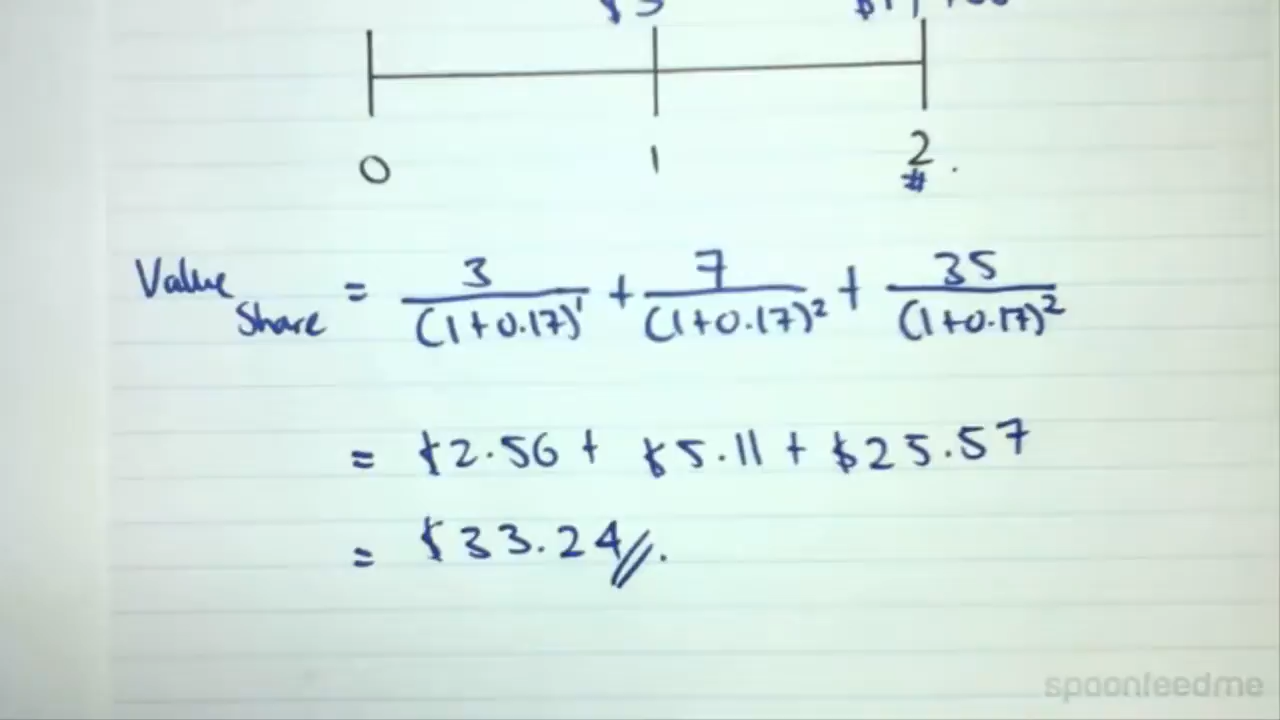 $3
0 1 2
Value Share = 3/(1+0.17)¹ + 7/(1+0.17)² + 35/(1+0.17)²
= $2.56 + $5.11 + $25.57
= $33.24
spoonfeedme